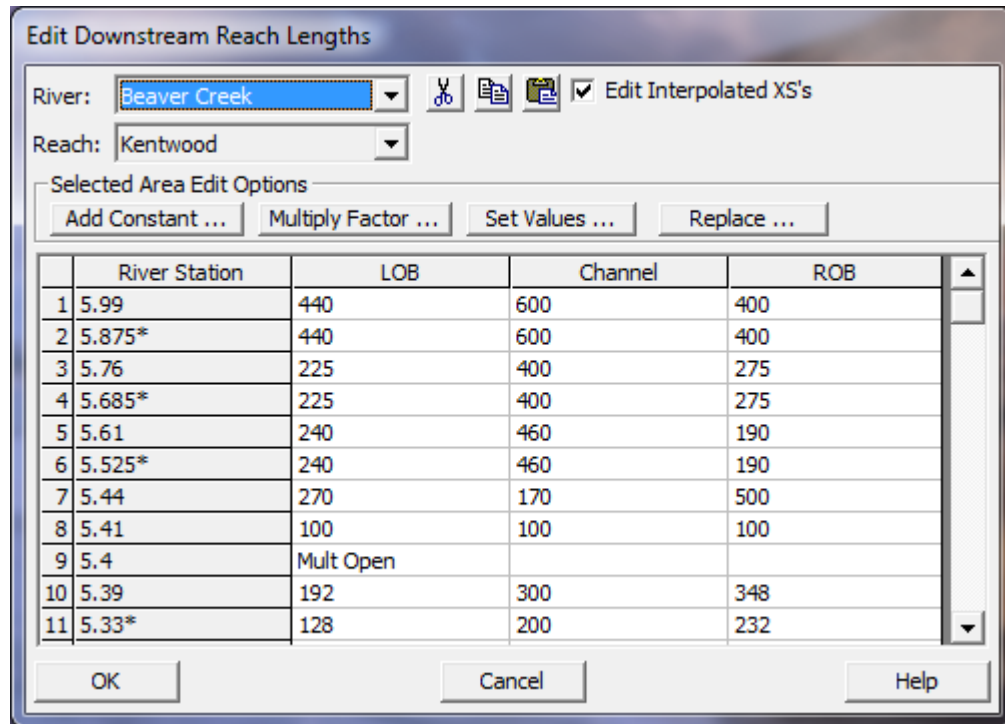 Edit Downstream Reach Lengths
River: Beaver Creek Edit Interpolated XS's
Reach: Kentwood
Selected Area Edit Options
Add Constant ... Multiply Factor ... Set Values ... Replace ...
River Station LOB Channel ROB
1 5.99 440 600 400
2 5.875* 440 600 400
3 5.76 225 400 275
4 5.685* 225 400 275
5 5.61 240 460 190
6 5.525* 240 460 190
7 5.44 270 170 500
8 5.41 100 100 100
9 5.4 Mult Open
10 5.39 192 300 348
11 5.33* 128 200 232
OK Cancel Help